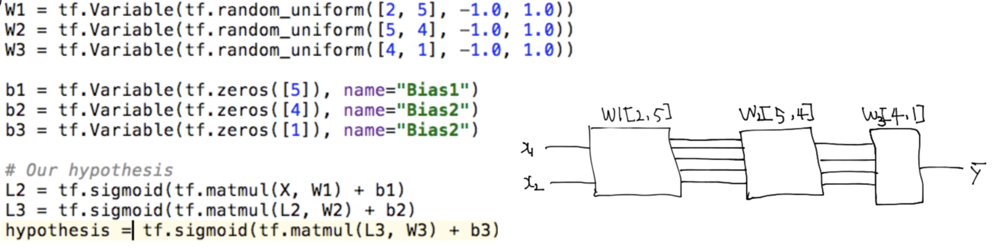 W1 = tf.Variable(tf.random_uniform([2, 5], -1.0, 1.0))
W2 = tf.Variable(tf.random_uniform([5, 4], -1.0, 1.0))
W3 = tf.Variable(tf.random_uniform([4, 1], -1.0, 1.0))
b1 = tf.Variable(tf.zeros([5]), name="Bias1")
b2 = tf.Variable(tf.zeros([4]), name="Bias2")
b3 = tf.Variable(tf.zeros([1]), name="Bias2")
# Our hypothesis
L2 = tf.sigmoid(tf.matmul(X, W1) + b1)
L3 = tf.sigmoid(tf.matmul(L2, W2) + b2)
hypothesis = tf.sigmoid(tf.matmul(L3, W3) + b3)
W1[2,5]
W2[5,4]
W3[4,1]
x1
x2
ȳ